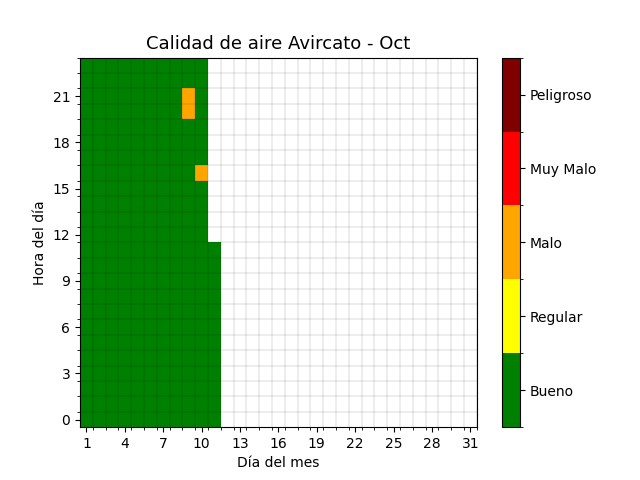 Calidad de aire Avircato - Oct
Peligroso
Muy Malo
Malo
Regular
Bueno
Hora del día
21
18
15
12
9
6
3
0
1 4 7 10 13 16 19 22 25 28 31
Día del mes